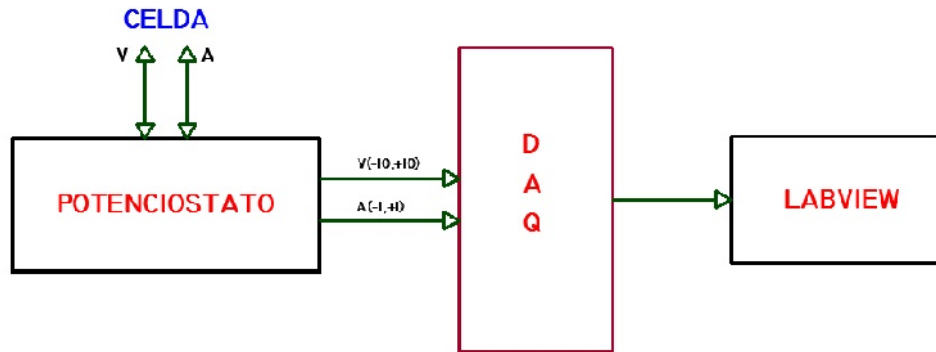 CELDA
V A
V(-10,+10)
POTENCIOSTATO
A(-1,+1)
D
A
Q
LABVIEW